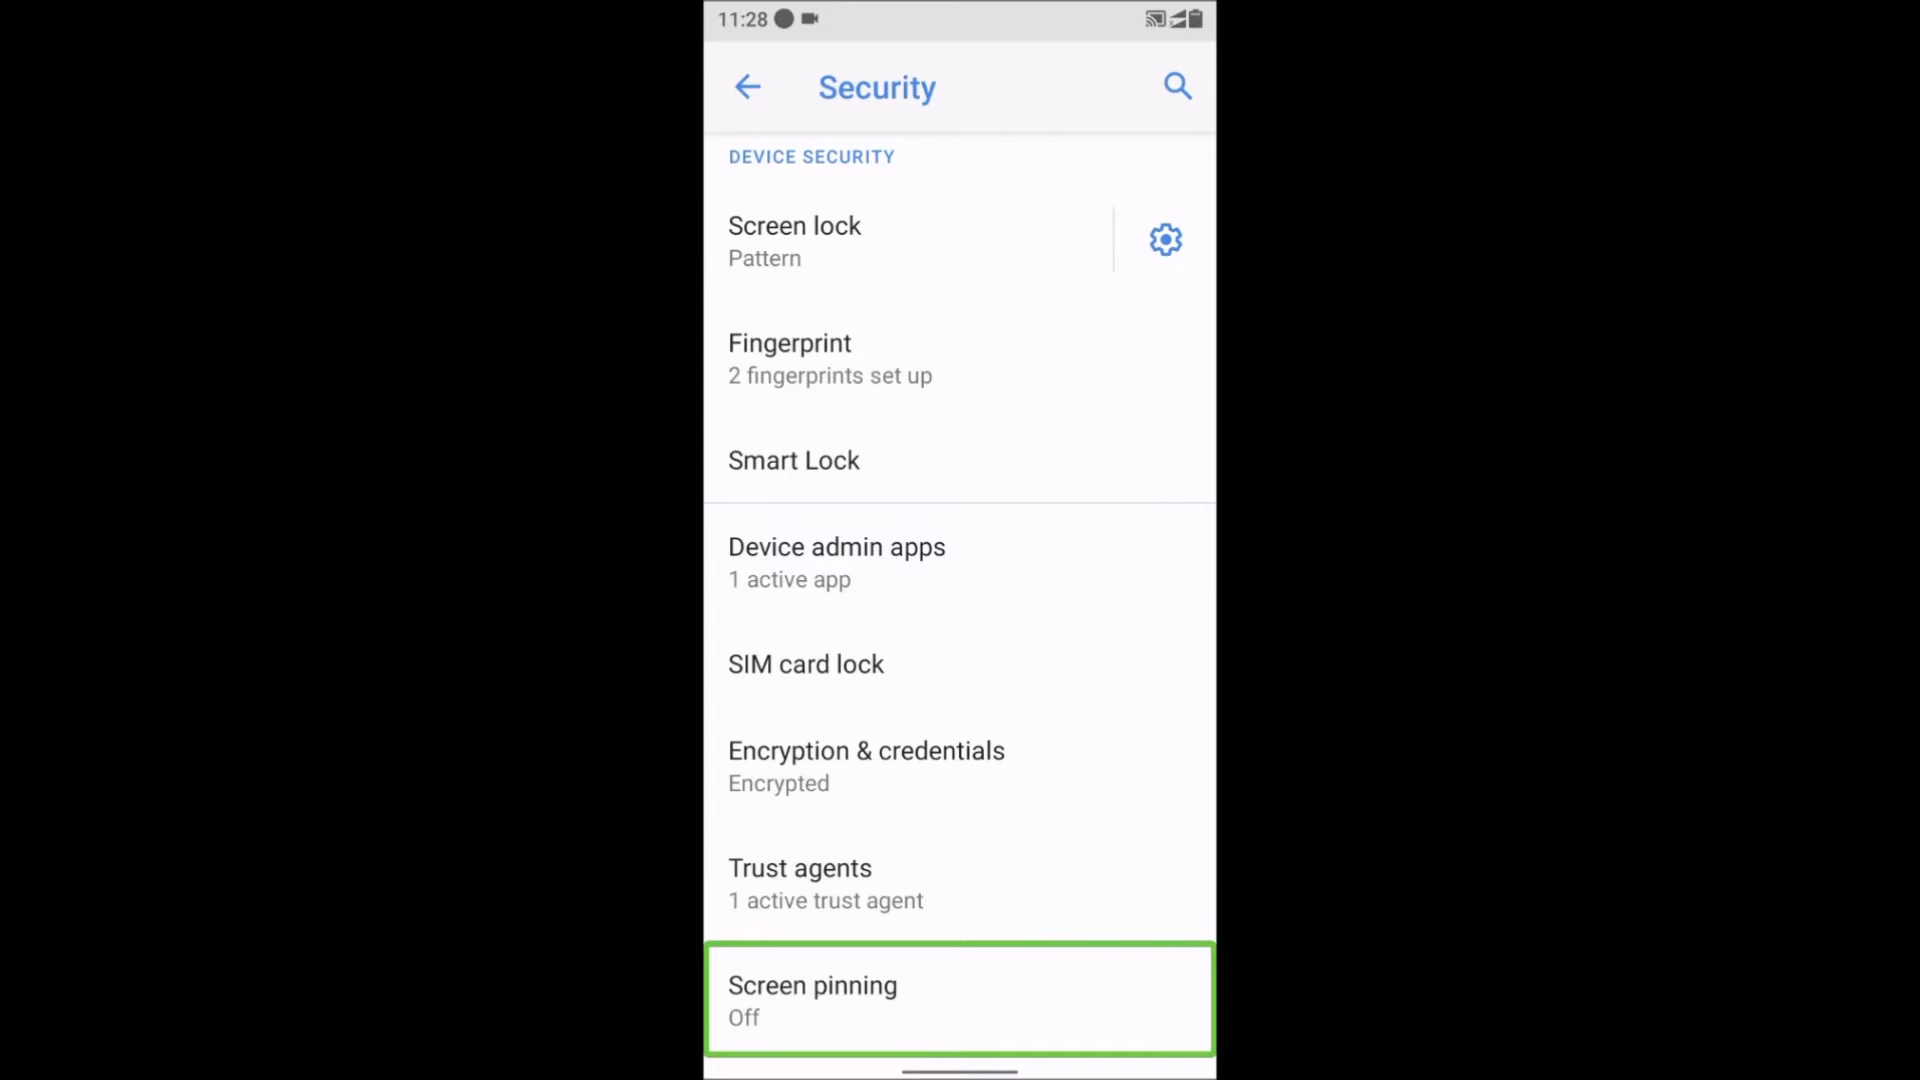 11:28
Security
DEVICE SECURITY
Screen lock
Pattern
Fingerprint
2 fingerprints set up
Smart Lock
Device admin apps
1 active app
SIM card lock
Encryption & credentials
Encrypted
Trust agents
1 active trust agent
Screen pinning
Off